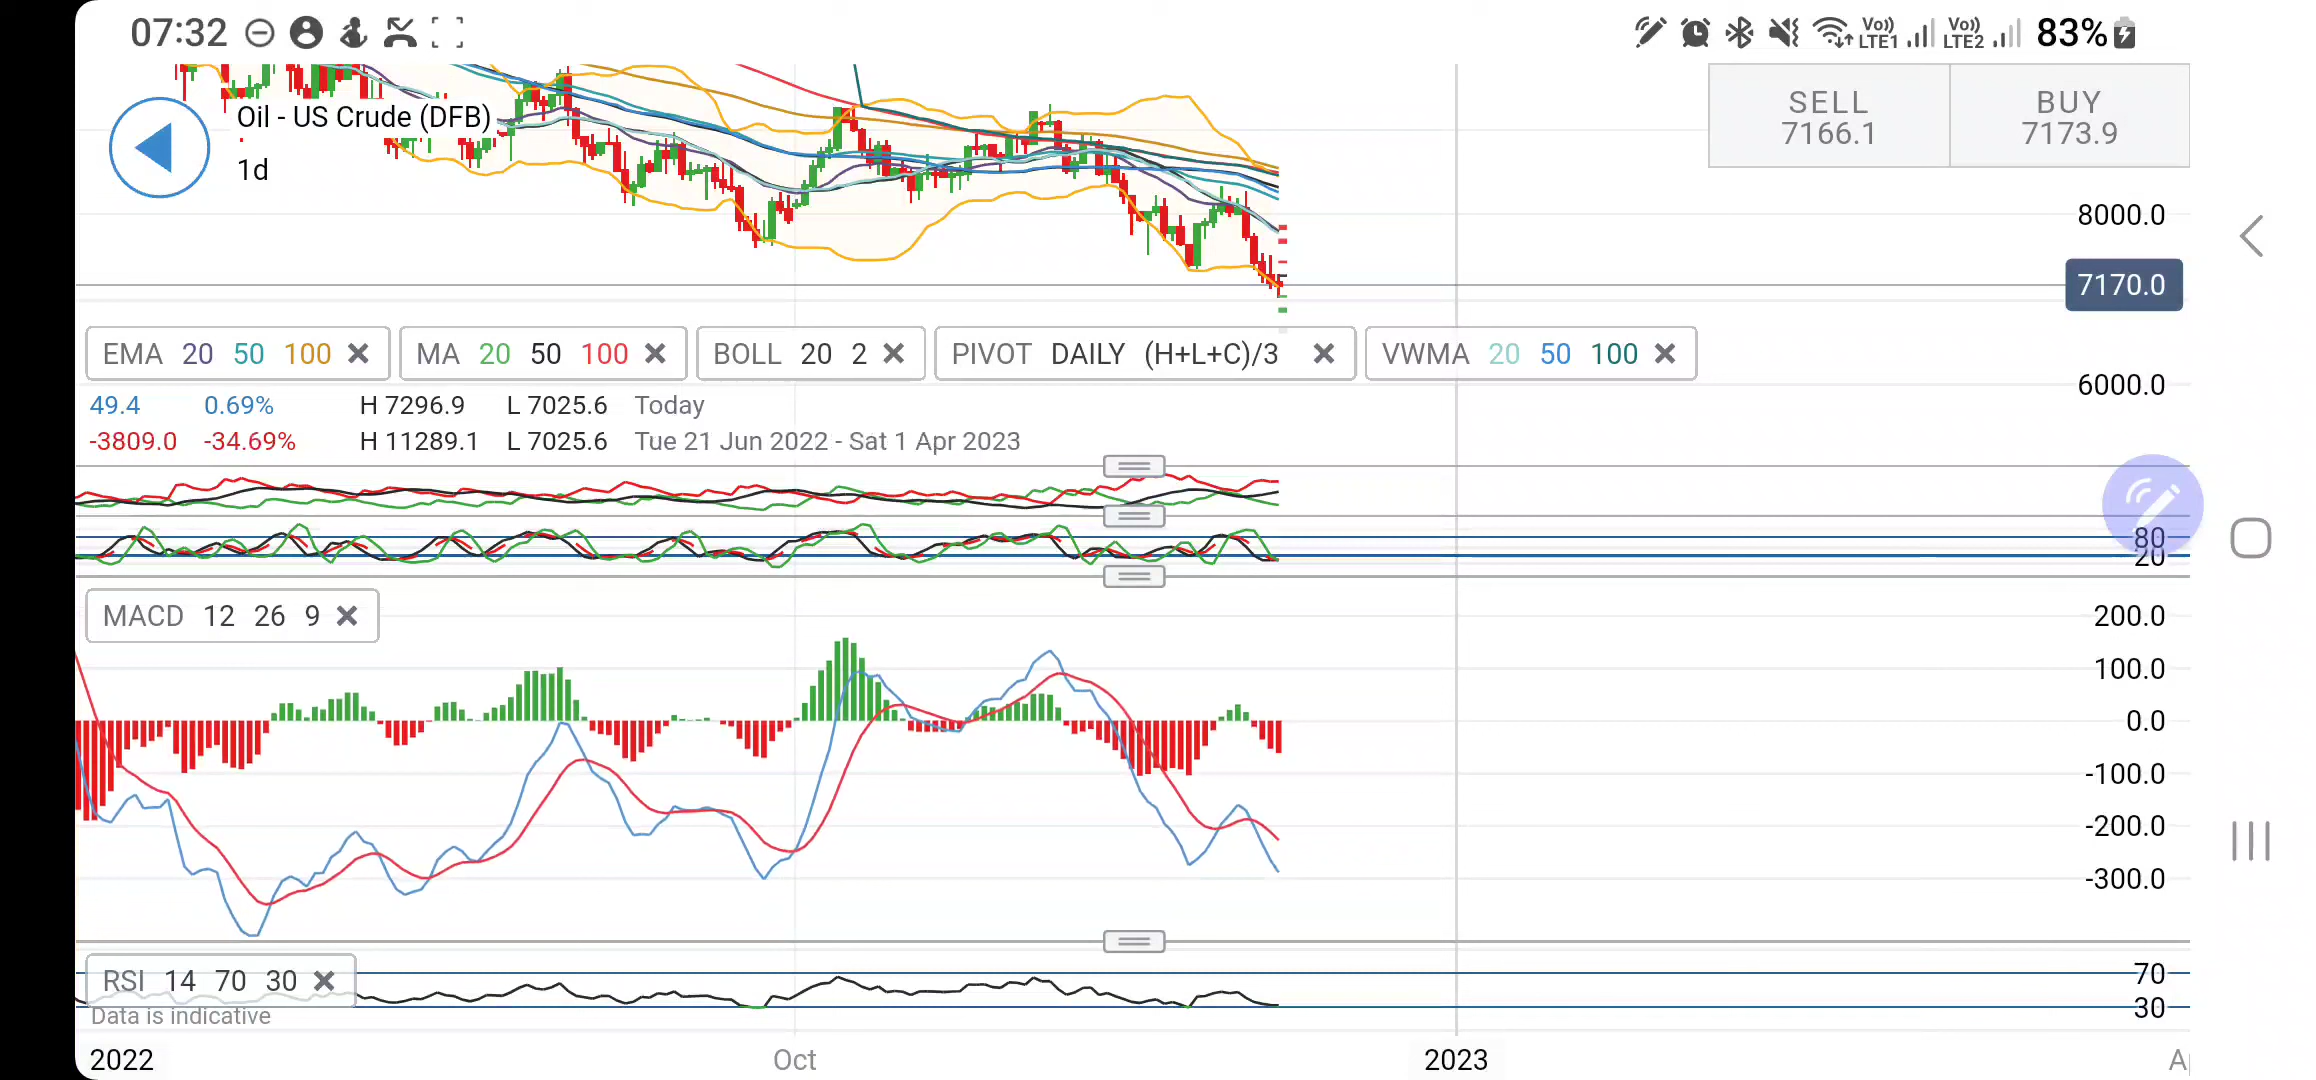 07:32
Vo)) LTE1 Vo)) LTE2 83%
SELL BUY
7166.1 7173.9
Oil - US Crude (DFB)
1d
8000.0
7170.0
EMA 20 50 100 MA 20 50 100 BOLL 20 2 PIVOT DAILY (H+L+C)/3 VWMA 20 50 100
6000.0
49.4 0.69% H 7296.9 L 7025.6 Today
-3809.0 -34.69% H 11289.1 L 7025.6 Tue 21 Jun 2022 - Sat 1 Apr 2023
80
20
MACD 12 26 9
200.0
100.0
0.0
-100.0
-200.0
-300.0
RSI 14 70 30
70
30
Data is indicative
2022 Oct 2023